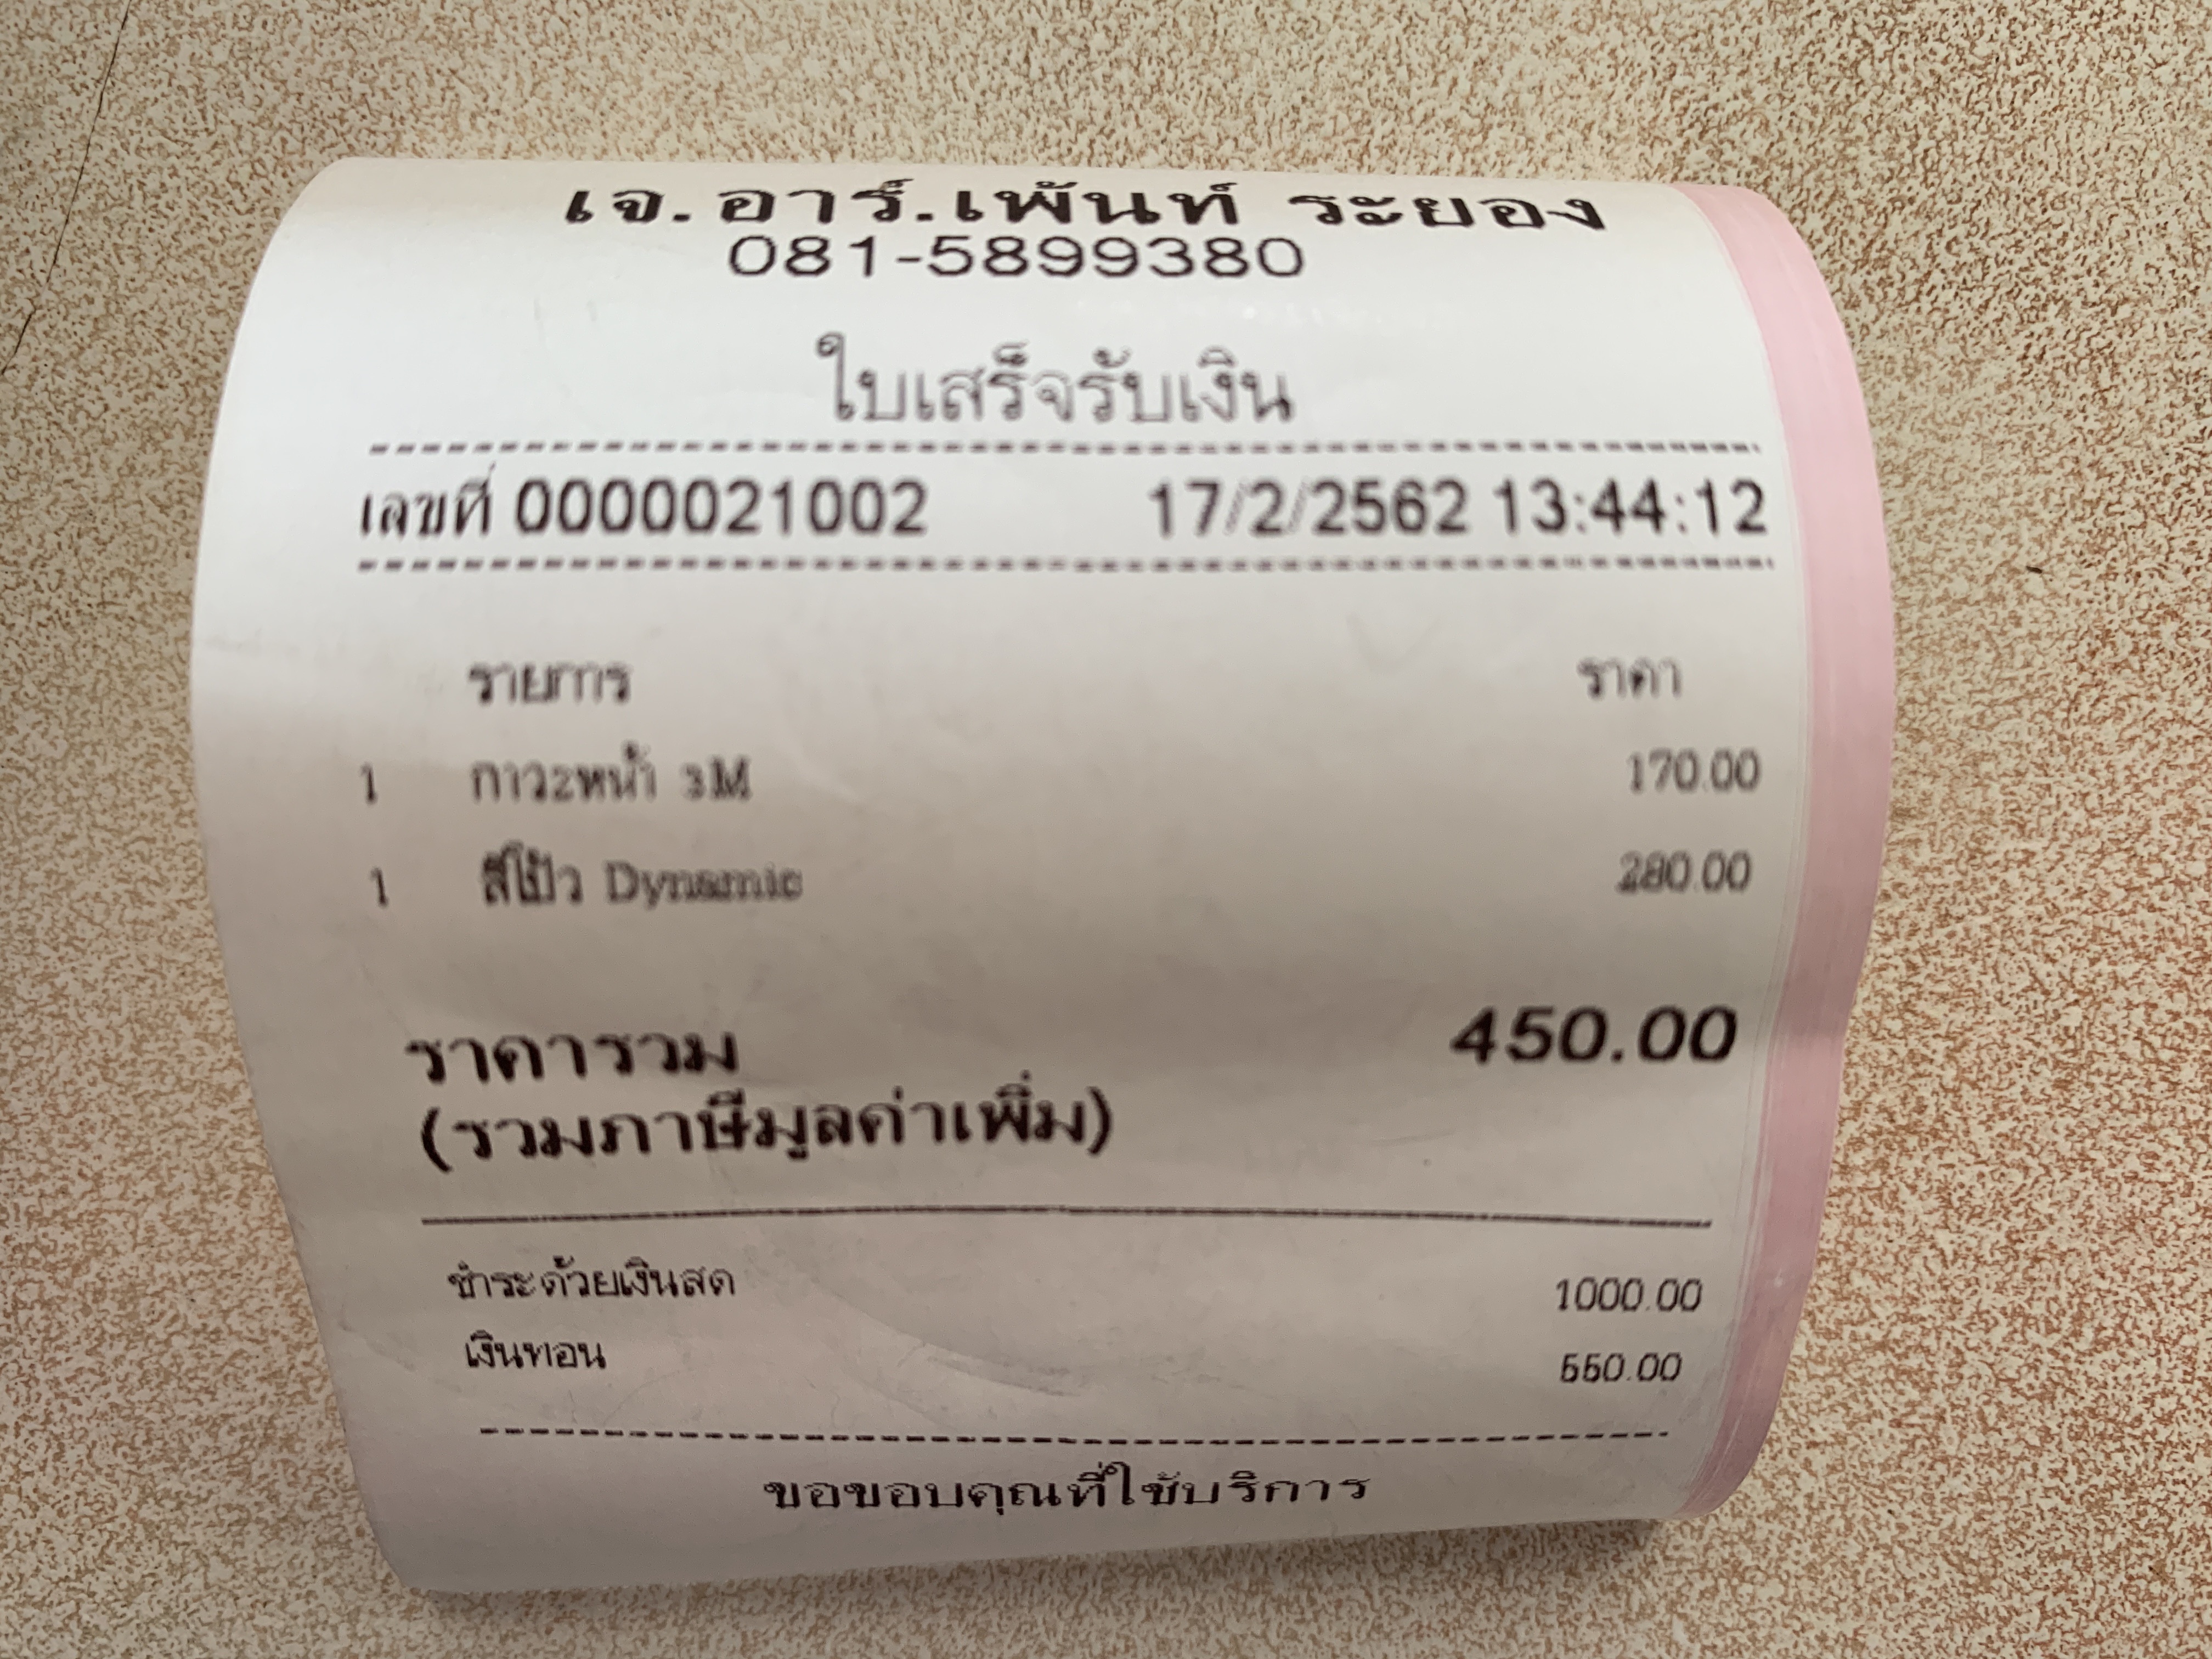 เจ.อาร์.เพ้นท์ ระยอง
081-5899380
ใบเสร็จรับเงิน
เลขที่ 0000021002 17/2/2562 13:44:12
รายการ ราคา
1 กาวะหน้า 3M 170.00
1 สีโป้ว Dynamic 280.00
ราคารวม 450.00
(รวมภาษีมูลค่าเพิ่ม)
ชำระด้วยเงินสด 1000.00
เงินทอน 550.00
ขอขอบคุณที่ใช้บริการ